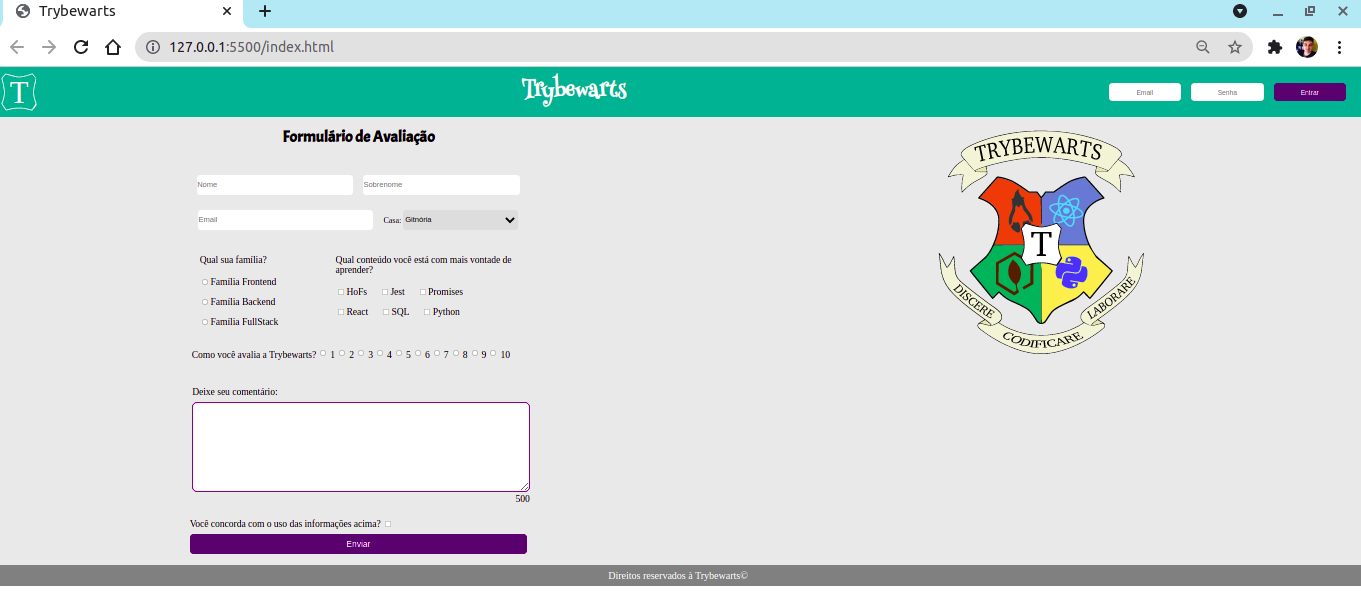 Trybewarts
127.0.0.1:5500/index.html
T
Trybewarts
Email
Senha
Entrar
Formulário de Avaliação
Nome
Sobrenome
Email
Casa:
Gitnória
Qual sua família?
Família Frontend
Família Backend
Família FullStack
Qual conteúdo você está com mais vontade de
aprender?
HoFs
Jest
Promises
React
SQL
Python
Como você avalia a Trybewarts? 1 2 3 4 5 6 7 8 9 10
Deixe seu comentário:
500
Você concorda com o uso das informações acima?
Enviar
TRYBEWARTS
T
DISCERE
CODIFICARE
LABORARE
Direitos reservados à Trybewarts©